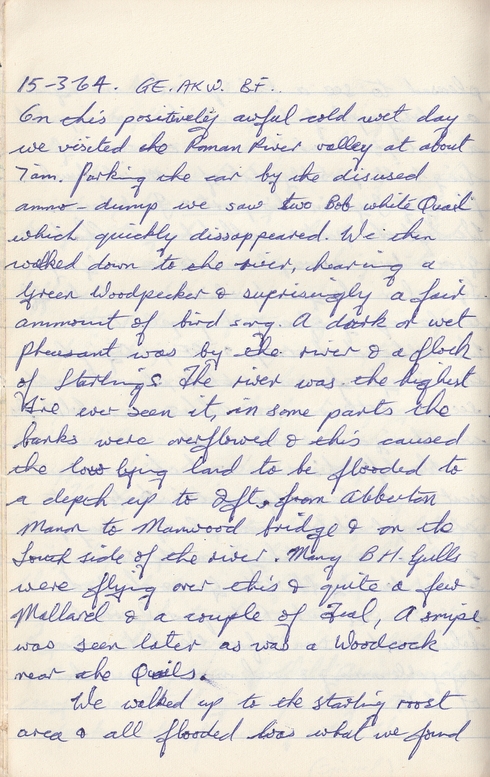 15-3-64. GE. AKW. BF.
On this positively awful cold wet day
we visited the Roman River valley at about
7am. Parking the car by the disused
ammo-dump we saw two Bob white Quail
which quickly dissappeared. We then
walked down to the river, hearing a
Green Woodpecker & suprisingly a fair
ammount of bird song. A dark or wet
Pheasant was by the river & a flock
of Starlings. The river was the highest
I've ever seen it, in some parts the
banks were overflowed & this caused
the low lying land to be flooded to
a depth up to 2ft, from Abberton
Manor to Manwood bridge & on the
South side of the river. Many B.H. Gulls
were flying over this & quite a few
Mallard & a couple of Teal, A snipe
was seen later as was a Woodcock
near the Quails.
We walked up to the starling roost
area & all flooded was what we found